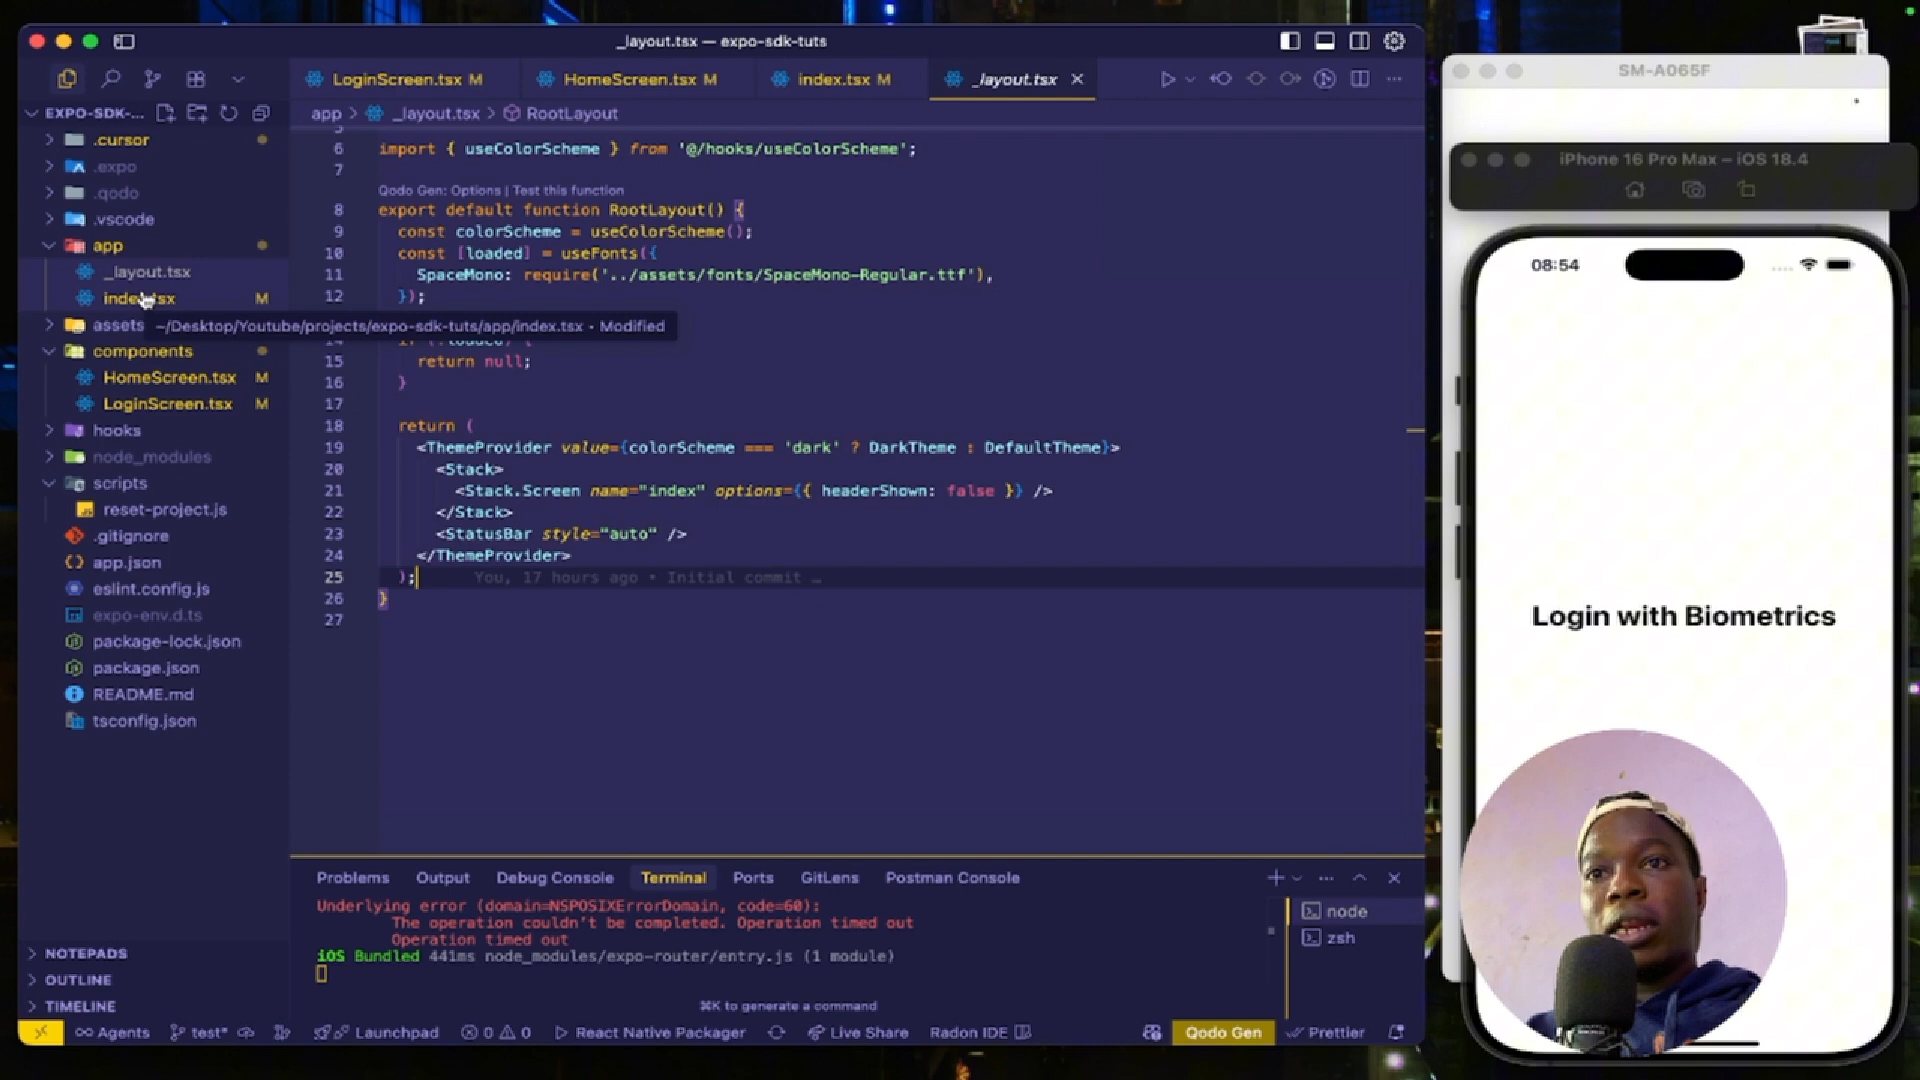 _layout.tsx — expo-sdk-tuts
LoginScreen.tsx M
HomeScreen.tsx M
index.tsx M
_layout.tsx
EXPO-SDK-...
app > _layout.tsx > RootLayout
.cursor
.expo
.qodo
.vscode
app
_layout.tsx
index.tsx M
assets
~/Desktop/Youtube/projects/expo-sdk-tuts/app/index.tsx • Modified
components
HomeScreen.tsx M
LoginScreen.tsx M
hooks
node_modules
scripts
reset-project.js
.gitignore
app.json
eslint.config.js
expo-env.d.ts
package-lock.json
package.json
README.md
tsconfig.json
NOTEPADS
OUTLINE
TIMELINE
5
6 import { useColorScheme } from '@/hooks/useColorScheme';
7
Qodo Gen: Options | Test this function
8 export default function RootLayout() {
9 const colorScheme = useColorScheme();
10 const [loaded] = useFonts({
11 SpaceMono: require('../assets/fonts/SpaceMono-Regular.ttf'),
12 });
14 if (!loaded) {
15 return null;
16 }
17
18 return (
19 <ThemeProvider value={colorScheme === 'dark' ? DarkTheme : DefaultTheme}>
20 <Stack>
21 <Stack.Screen name="index" options={{ headerShown: false }} />
22 </Stack>
23 <StatusBar style="auto" />
24 </ThemeProvider>
25 ); You, 17 hours ago • Initial commit …
26 }
27
Problems Output Debug Console Terminal Ports GitLens Postman Console
Underlying error (domain=NSPOSIXErrorDomain, code=60):
The operation couldn't be completed. Operation timed out
Operation timed out
iOS Bundled 441ms node_modules/expo-router/entry.js (1 module)
⌘K to generate a command
node
zsh
Agents test* Launchpad 0 0 React Native Packager Live Share Radon IDE Qodo Gen Prettier
SM-A065F
iPhone 16 Pro Max – iOS 18.4
08:54
Login with Biometrics